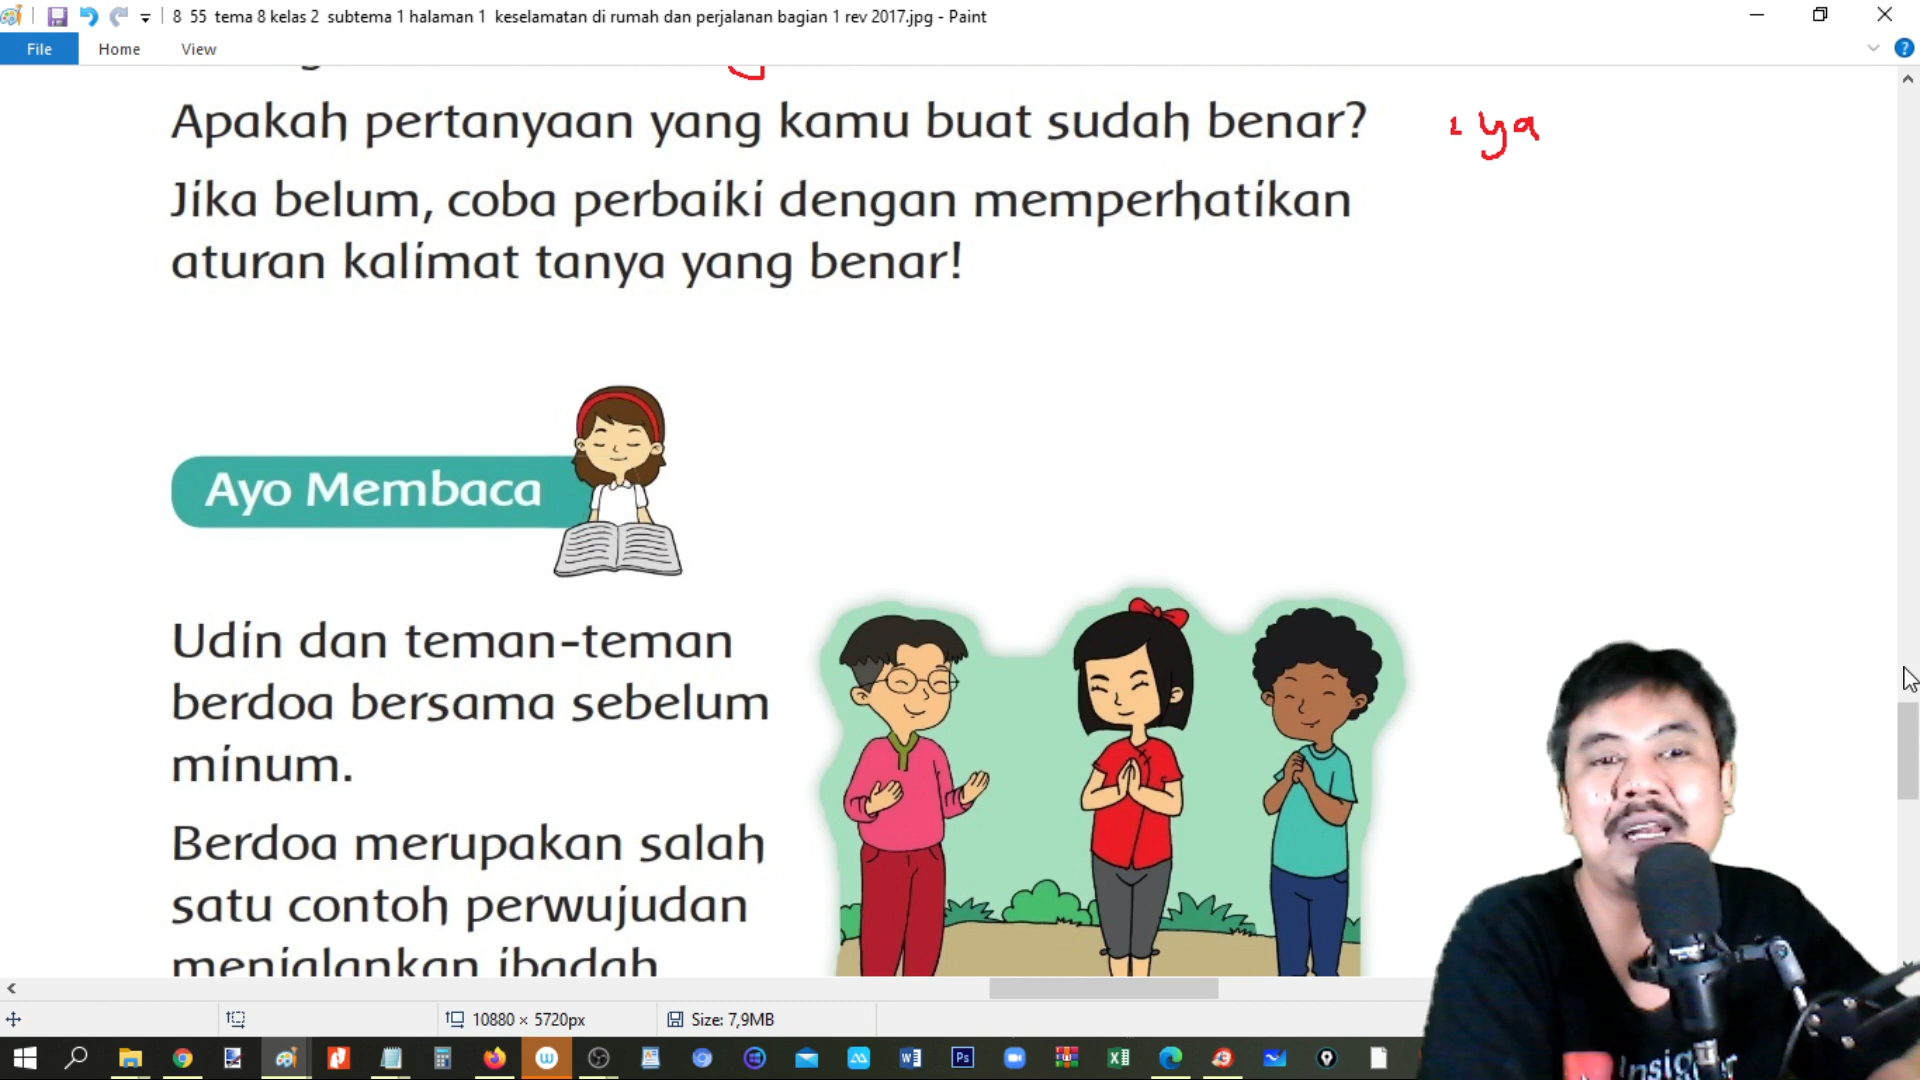 8 55 tema 8 kelas 2 subtema 1 halaman 1 keselamatan di rumah dan perjalanan bagian 1 rev 2017.jpg - Paint
File Home View
Apakah pertanyaan yang kamu buat sudah benar? ya
Jika belum, coba perbaiki dengan memperhatikan
aturan kalimat tanya yang benar!
Ayo Membaca
Udin dan teman-teman
berdoa bersama sebelum
minum.
Berdoa merupakan salah
satu contoh perwujudan
menjalankan ibadah
10880 × 5720px Size: 7,9MB